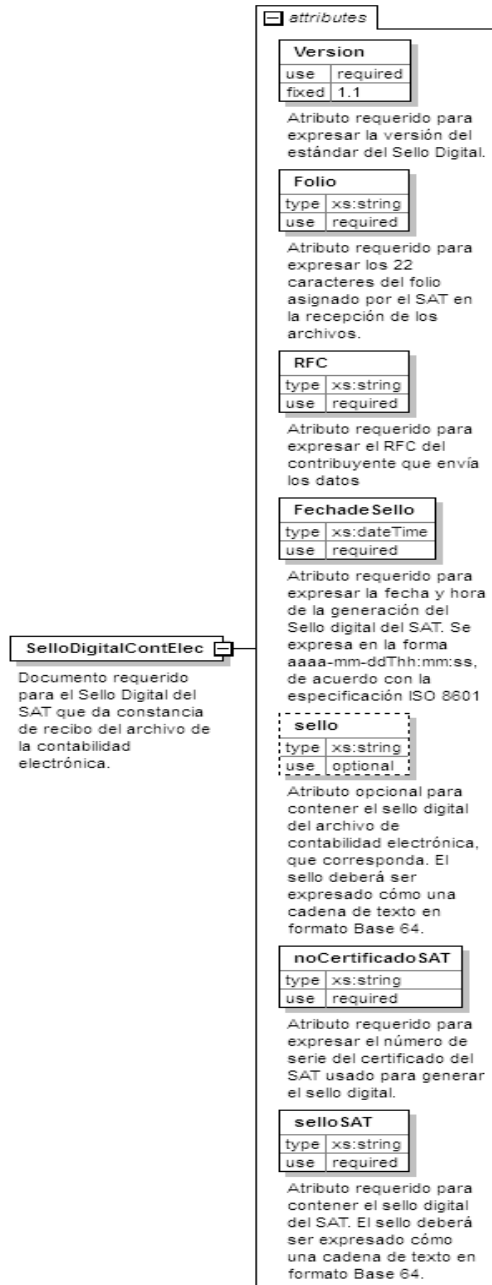 attributes
Version
use required
fixed 1.1
Atributo requerido para
expresar la versión del
estándar del Sello Digital.
Folio
type xs:string
use required
Atributo requerido para
expresar los 22
caracteres del folio
asignado por el SAT en
la recepción de los
archivos.
RFC
type xs:string
use required
Atributo requerido para
expresar el RFC del
contribuyente que envía
los datos
FechadeSello
type xs:dateTime
use required
Atributo requerido para
expresar la fecha y hora
de la generación del
Sello digital del SAT. Se
expresa en la forma
aaaa-mm-ddThh:mm:ss,
de acuerdo con la
especificación ISO 8601
SelloDigitalContElec
Documento requerido
para el Sello Digital del
SAT que da constancia
de recibo del archivo de
la contabilidad
electrónica.
sello
type xs:string
use optional
Atributo opcional para
contener el sello digital
del archivo de
contabilidad electrónica,
que corresponda. El
sello deberá ser
expresado cómo una
cadena de texto en
formato Base 64.
noCertificadoSAT
type xs:string
use required
Atributo requerido para
expresar el número de
serie del certificado del
SAT usado para generar
el sello digital.
selloSAT
type xs:string
use required
Atributo requerido para
contener el sello digital
del SAT. El sello deberá
ser expresado cómo
una cadena de texto en
formato Base 64.